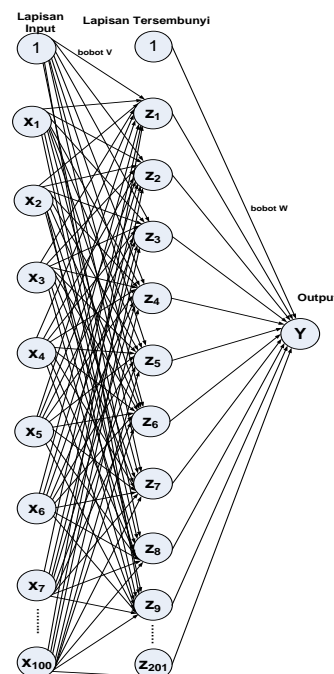 Lapisan
Input
Lapisan Tersembunyi
1
1
bobot V
x1
z1
x2
z2
bobot W
x3
z3
x4
z4
Output
Y
x5
z5
x6
z6
x7
z7
z8
z9
x100
z201